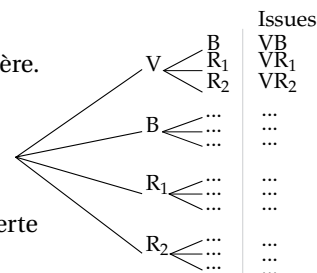 Issues
ère.
V B VB
R₁ VR₁
R₂ VR₂
... ...
B ... ...
... ...
... ...
R₁ ... ...
... ...
erte
... ...
R₂ ... ...
... ...